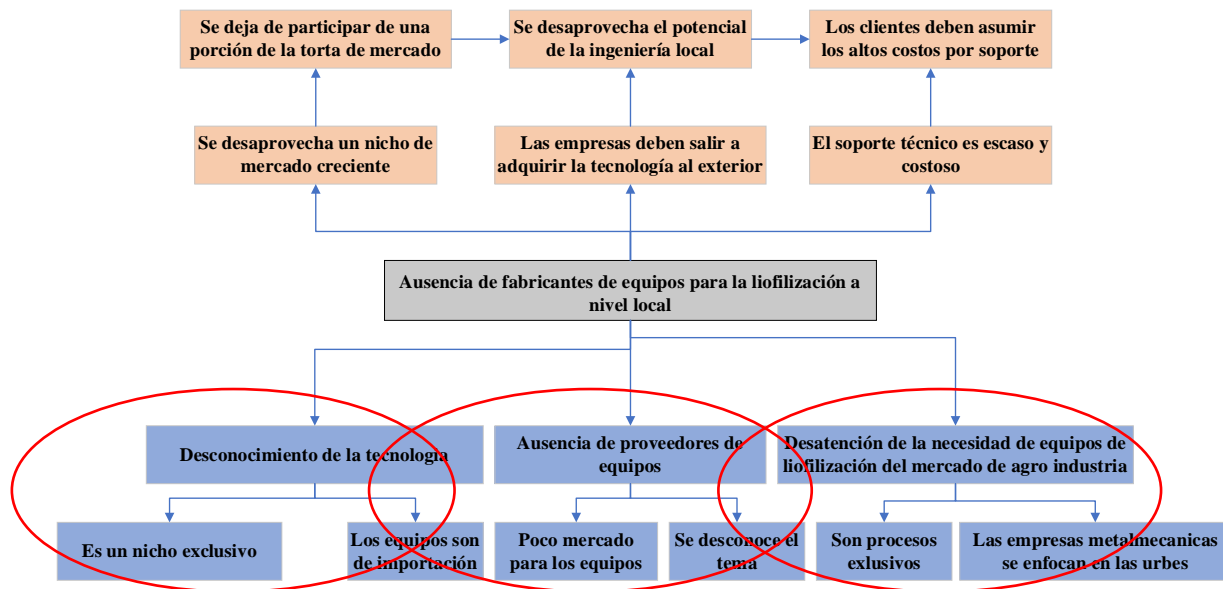 Se deja de participar de una
porción de la torta de mercado
Se desaprovecha el potencial
de la ingeniería local
Los clientes deben asumir
los altos costos por soporte
Se desaprovecha un nicho de
mercado creciente
Las empresas deben salir a
adquirir la tecnología al exterior
El soporte técnico es escaso y
costoso
Ausencia de fabricantes de equipos para la liofilización a
nivel local
Desconocimiento de la tecnología
Ausencia de proveedores de
equipos
Desatención de la necesidad de equipos de
liofilización del mercado de agro industria
Es un nicho exclusivo
Los equipos son
de importación
Poco mercado
para los equipos
Se desconoce el
tema
Son procesos
exlusivos
Las empresas metalmecanicas
se enfocan en las urbes